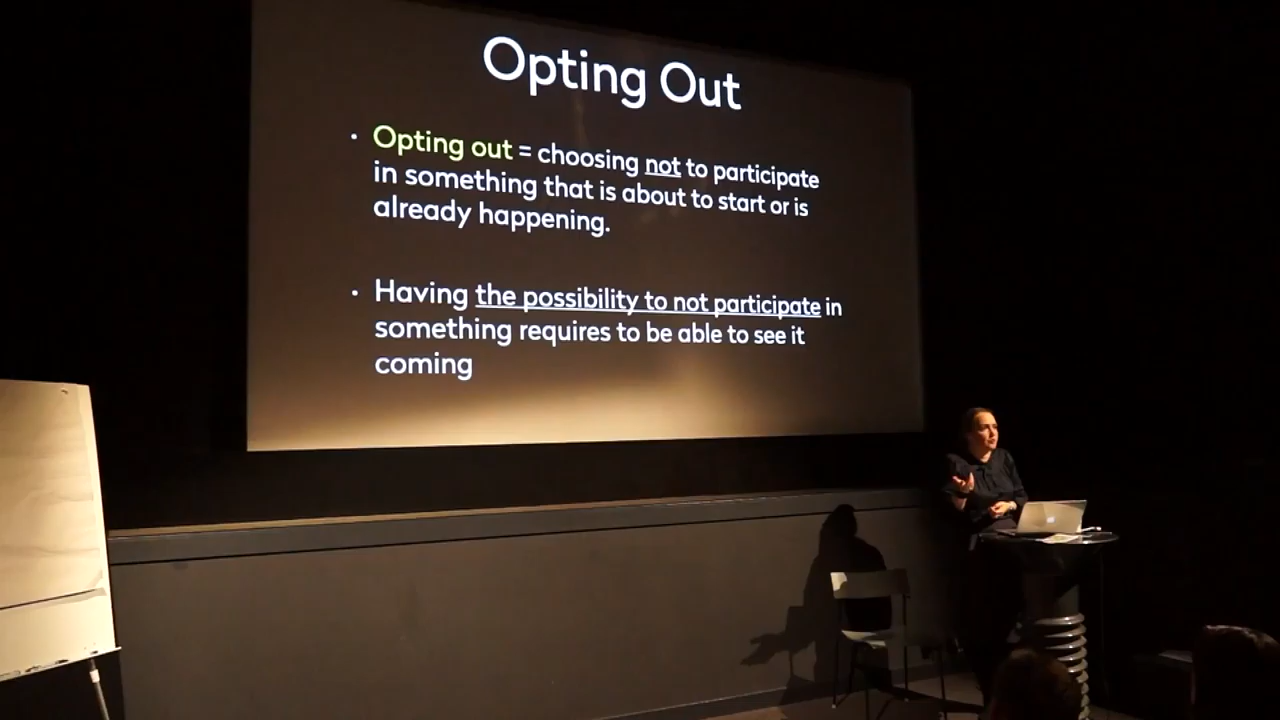 Opting Out
• Opting out = choosing not to participate
in something that is about to start or is
already happening.
• Having the possibility to not participate in
something requires to be able to see it
coming